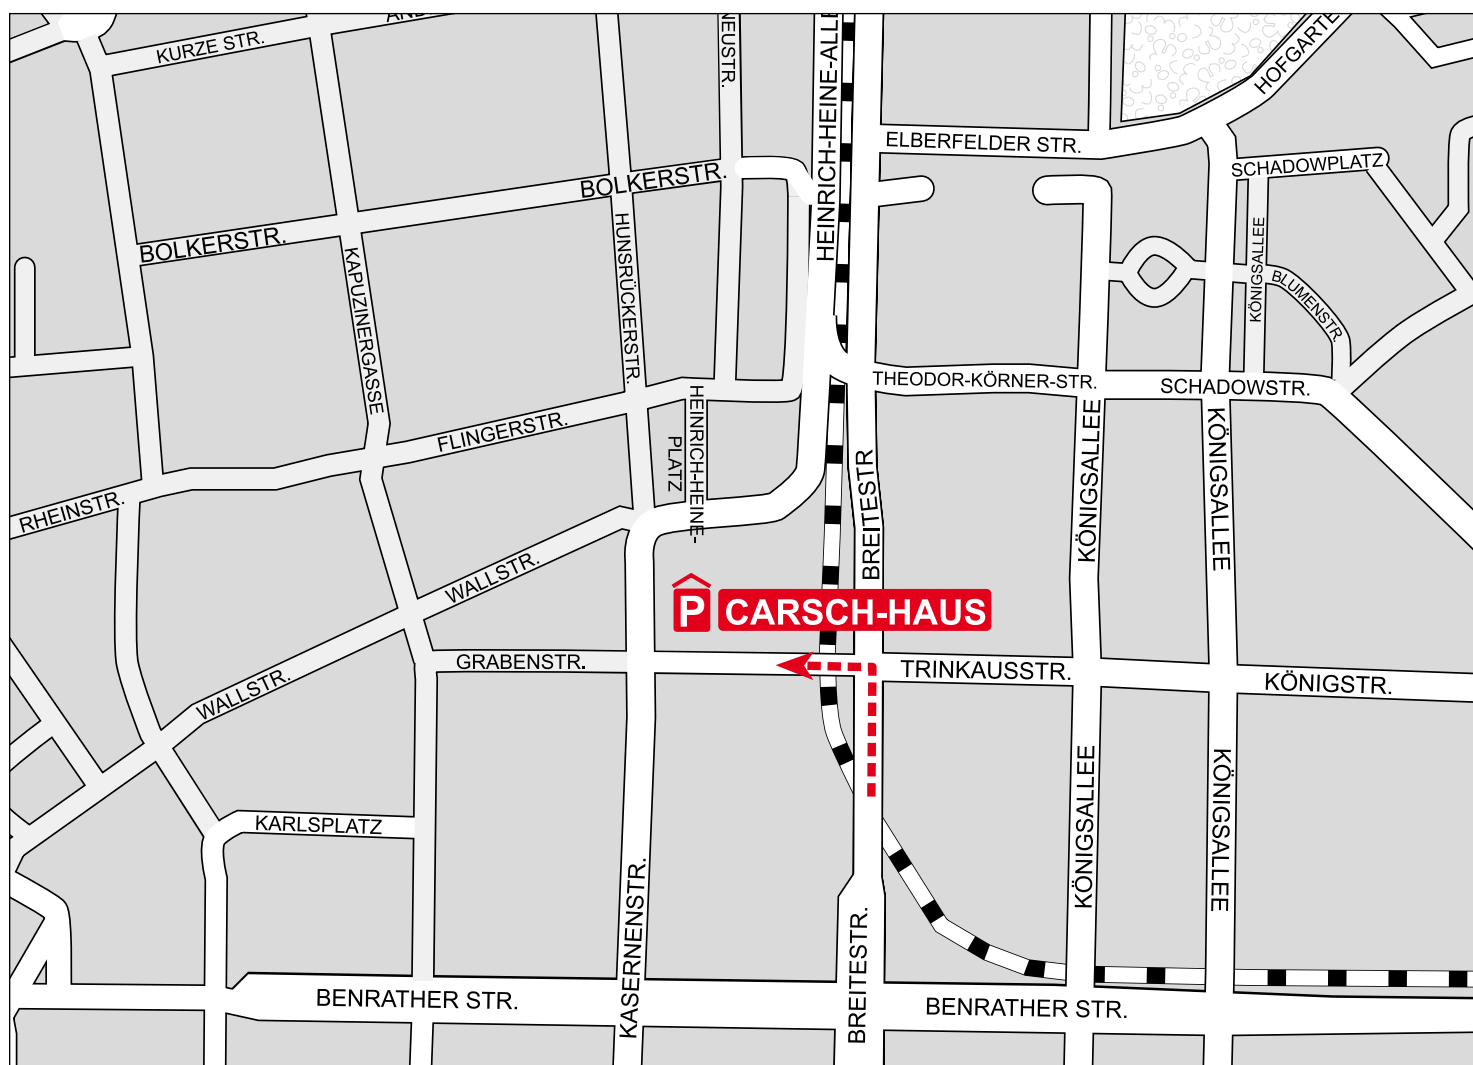 KURZE STR.
NEUSTR.
HEINRICH-HEINE-ALLE
HOFGARTE
ELBERFELDER STR.
SCHADOWPLATZ
BOLKERSTR.
BOLKERSTR.
HUNSRÜCKERSTR.
KAPUZINERGASSE
KÖNIGSALLEE
BLUMENSTR.
THEODOR-KÖRNER-STR.
SCHADOWSTR.
FLINGERSTR.
HEINRICH-HEINE-
PLATZ
RHEINSTR.
BREITESTR
KÖNIGSALLEE
KÖNIGSALLEE
WALLSTR.
P CARSCH-HAUS
GRABENSTR.
TRINKAUSSTR.
KÖNIGSTR.
WALLSTR.
KARLSPLATZ
KÖNIGSALLEE
KÖNIGSALLEE
KASERNENSTR.
BREITESTR.
BENRATHER STR.
BENRATHER STR.